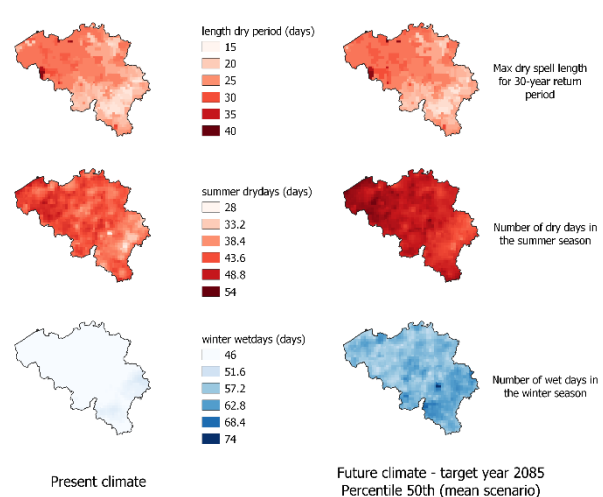 length dry period (days)
15
20
25
30
35
40
Max dry spell length
for 30-year return
period
summer drydays (days)
28
33.2
38.4
43.6
48.8
54
Number of dry days in
the summer season
winter wetdays (days)
46
51.6
57.2
62.8
68.4
74
Number of wet days in
the winter season
Present climate
Future climate - target year 2085
Percentile 50th (mean scenario)